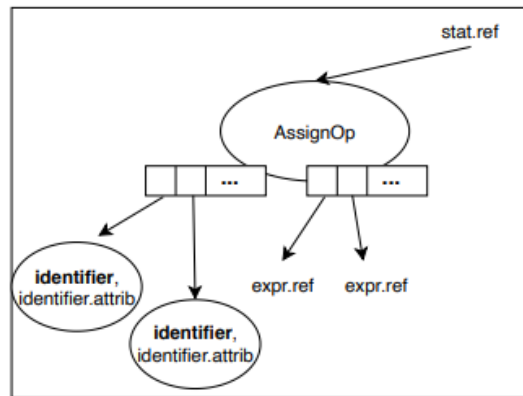 stat.ref
AssignOp
... ...
identifier,
identifier.attrib
expr.ref expr.ref
identifier,
identifier.attrib